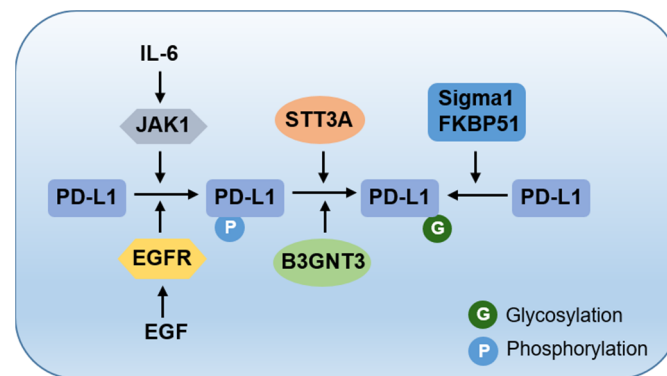 IL-6
JAK1
STT3A
Sigma1
FKBP51
PD-L1
PD-L1
PD-L1
PD-L1
P
G
EGFR
B3GNT3
EGF
G Glycosylation
P Phosphorylation